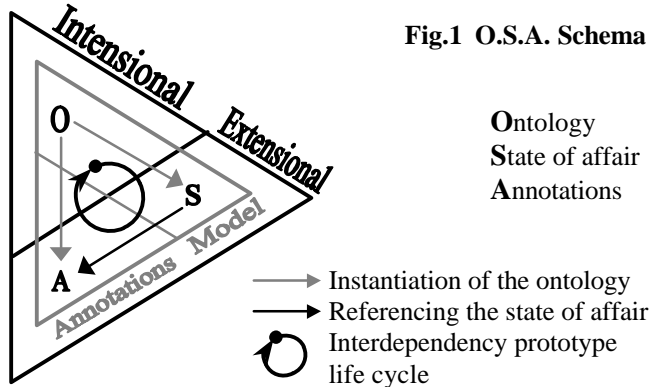 Fig.1 O.S.A. Schema
Intensional
Extensional
O
S
A
Annotations
Model
Ontology
State of affair
Annotations
Instantiation of the ontology
Referencing the state of affair
Interdependency prototype
life cycle